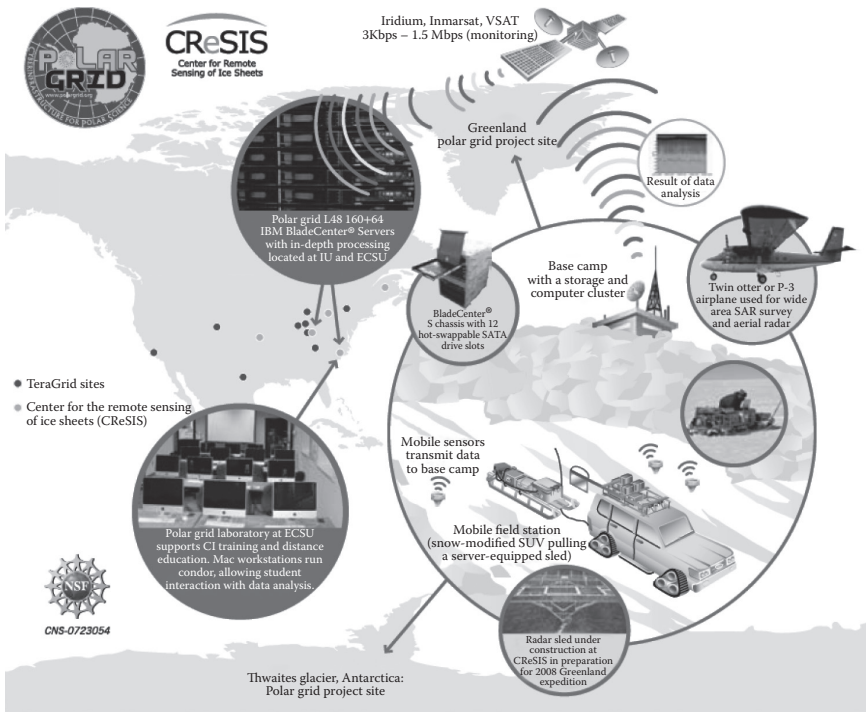 POLAR
GRID
www.polargrid.org
CYBERINFRASTRUCTURE FOR POLAR SCIENCE
CReSIS
Center for Remote
Sensing of Ice Sheets
Iridium, Inmarsat, VSAT
3Kbps – 1.5 Mbps (monitoring)
Greenland
polar grid project site
Result of data
analysis
Polar grid L48 160+64
IBM BladeCenter® Servers
with in-depth processing
located at IU and ECSU
BladeCenter®
S chassis with 12
hot-swappable SATA
drive slots
Base camp
with a storage and
computer cluster
Twin otter or P-3
airplane used for wide
area SAR survey
and aerial radar
TeraGrid sites
Center for the remote sensing
of ice sheets (CReSIS)
Mobile sensors
transmit data
to base camp
Mobile field station
(snow-modified SUV pulling
a server-equipped sled)
Polar grid laboratory at ECSU
supports CI training and distance
education. Mac workstations run
condor, allowing student
interaction with data analysis.
NSF
CNS-0723054
Radar sled under
construction at
CReSIS in preparation
for 2008 Greenland
expedition
Thwaites glacier, Antarctica:
Polar grid project site